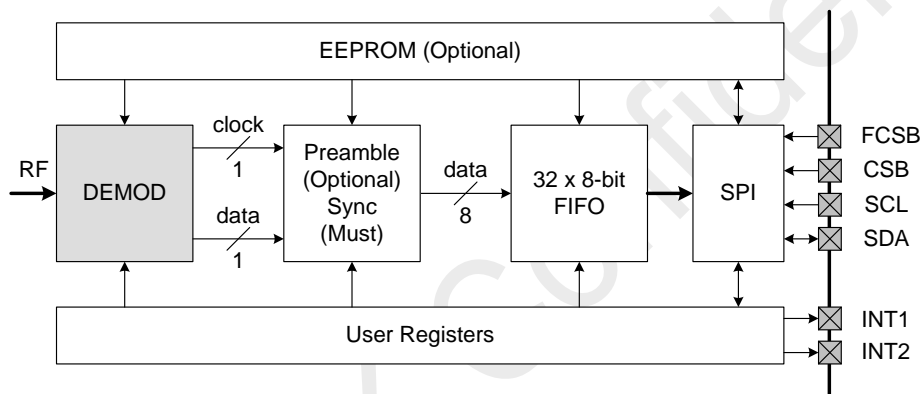 EEPROM (Optional)
RF
DEMOD
clock
1
data
1
Preamble
(Optional)
Sync
(Must)
data
8
32 x 8-bit
FIFO
SPI
FCSB
CSB
SCL
SDA
User Registers
INT1
INT2